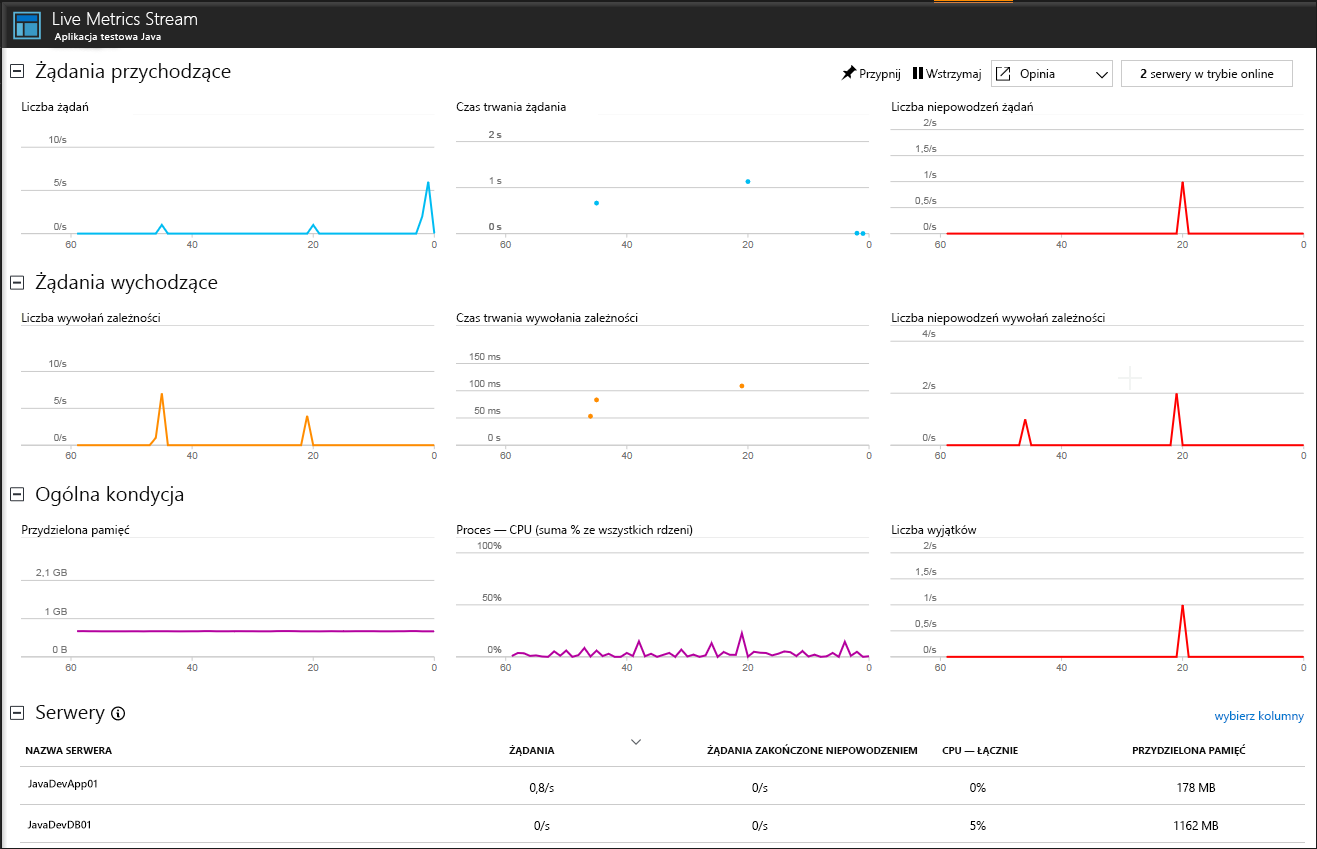 Live Metrics Stream
Aplikacja testowa Java
Żądania przychodzące
Przypnij Wstrzymaj Opinia 2 serwery w trybie online
Liczba żądań
10/s
5/s
0/s
60 40 20 0
Czas trwania żądania
2 s
1 s
0 s
60 40 20 0
Liczba niepowodzeń żądań
2/s
1,5/s
1/s
0,5/s
0/s
60 40 20 0
Żądania wychodzące
Liczba wywołań zależności
10/s
5/s
0/s
60 40 20 0
Czas trwania wywołania zależności
150 ms
100 ms
50 ms
0 s
60 40 20 0
Liczba niepowodzeń wywołań zależności
4/s
2/s
0/s
60 40 20 0
Ogólna kondycja
Przydzielona pamięć
2,1 GB
1 GB
0 B
60 40 20 0
Proces — CPU (suma % ze wszystkich rdzeni)
100%
50%
0%
60 40 20 0
Liczba wyjątków
2/s
1,5/s
1/s
0,5/s
0/s
60 40 20 0
Serwery
wybierz kolumny
NAZWA SERWERA ŻĄDANIA ŻĄDANIA ZAKOŃCZONE NIEPOWODZENIEM CPU — ŁĄCZNIE PRZYDZIELONA PAMIĘĆ
JavaDevApp01 0,8/s 0/s 0% 178 MB
JavaDevDB01 0/s 0/s 5% 1162 MB